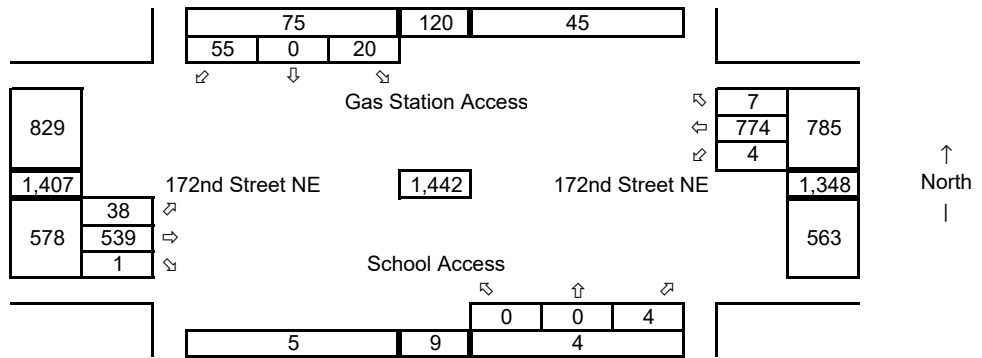 75 120 45
55 0 20
⬃ ⇩ ⬂
Gas Station Access
⬁ 7
829 ⇦ 774 785
⬃ 4 ↑
1,407 172nd Street NE 1,442 172nd Street NE 1,348 North
38 ⬀ |
578 539 ⇨ 563
1 ⬂ School Access
⬁ ⇧ ⬀
0 0 4
5 9 4